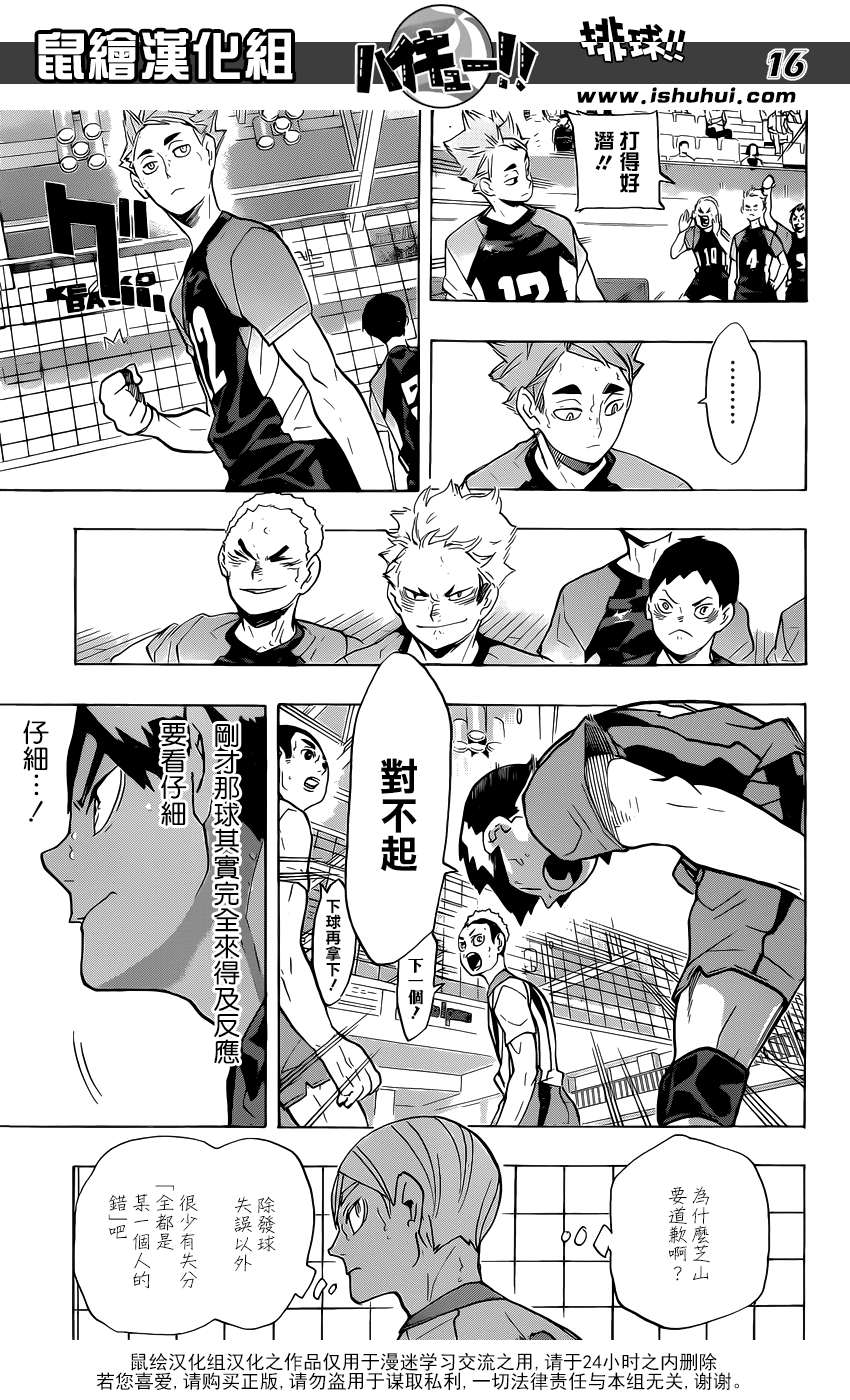 鼠繪漢化組
ハイキュー!!
排球!!
16
www.ishuhui.com
打得好
潛!!
10
4
12
グッ
………
對不起
下一個!
下球再拿下!
剛才那球其實完全來得及反應
要看仔細
仔細…!
為什麼芝山
要道歉啊?
除發球
失誤以外
很少有失分
「全都是
某一個人的
錯」吧
鼠绘汉化组汉化之作品仅用于漫迷学习交流之用, 请于24小时之内删除
若您喜爱, 请购买正版, 请勿盗用于谋取私利, 一切法律责任与本组无关, 谢谢。